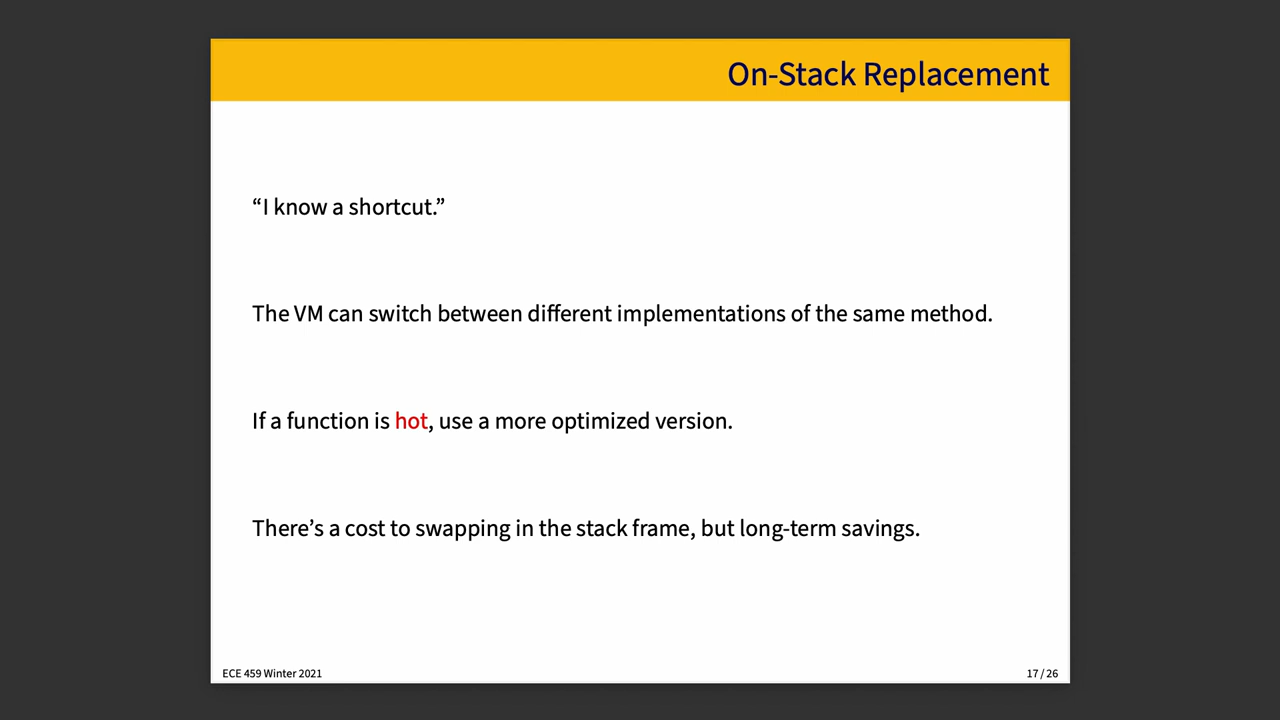 On-Stack Replacement
“I know a shortcut.”
The VM can switch between different implementations of the same method.
If a function is hot, use a more optimized version.
There’s a cost to swapping in the stack frame, but long-term savings.
ECE 459 Winter 2021
17 / 26